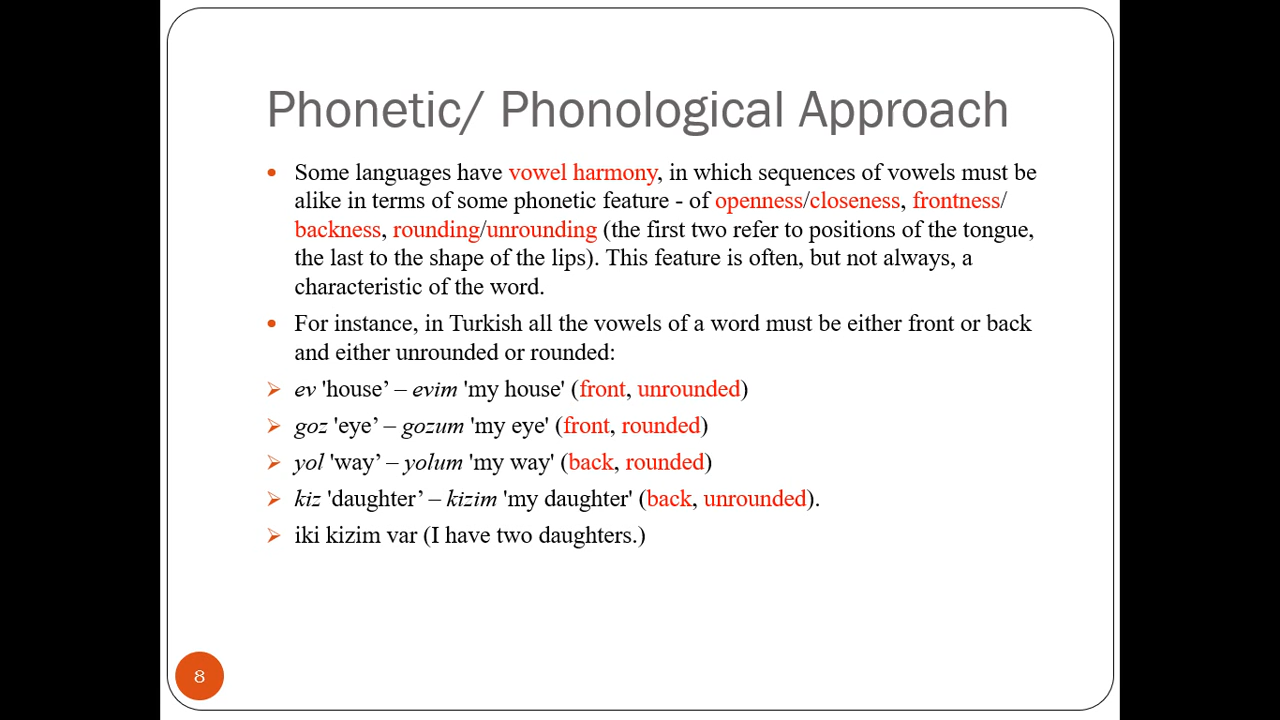 Phonetic/ Phonological Approach
• Some languages have vowel harmony, in which sequences of vowels must be
alike in terms of some phonetic feature - of openness/closeness, frontness/
backness, rounding/unrounding (the first two refer to positions of the tongue,
the last to the shape of the lips). This feature is often, but not always, a
characteristic of the word.
• For instance, in Turkish all the vowels of a word must be either front or back
and either unrounded or rounded:
➢ ev 'house’ – evim 'my house' (front, unrounded)
➢ goz 'eye’ – gozum 'my eye' (front, rounded)
➢ yol 'way’ – yolum 'my way' (back, rounded)
➢ kiz 'daughter’ – kizim 'my daughter' (back, unrounded).
➢ iki kizim var (I have two daughters.)
8